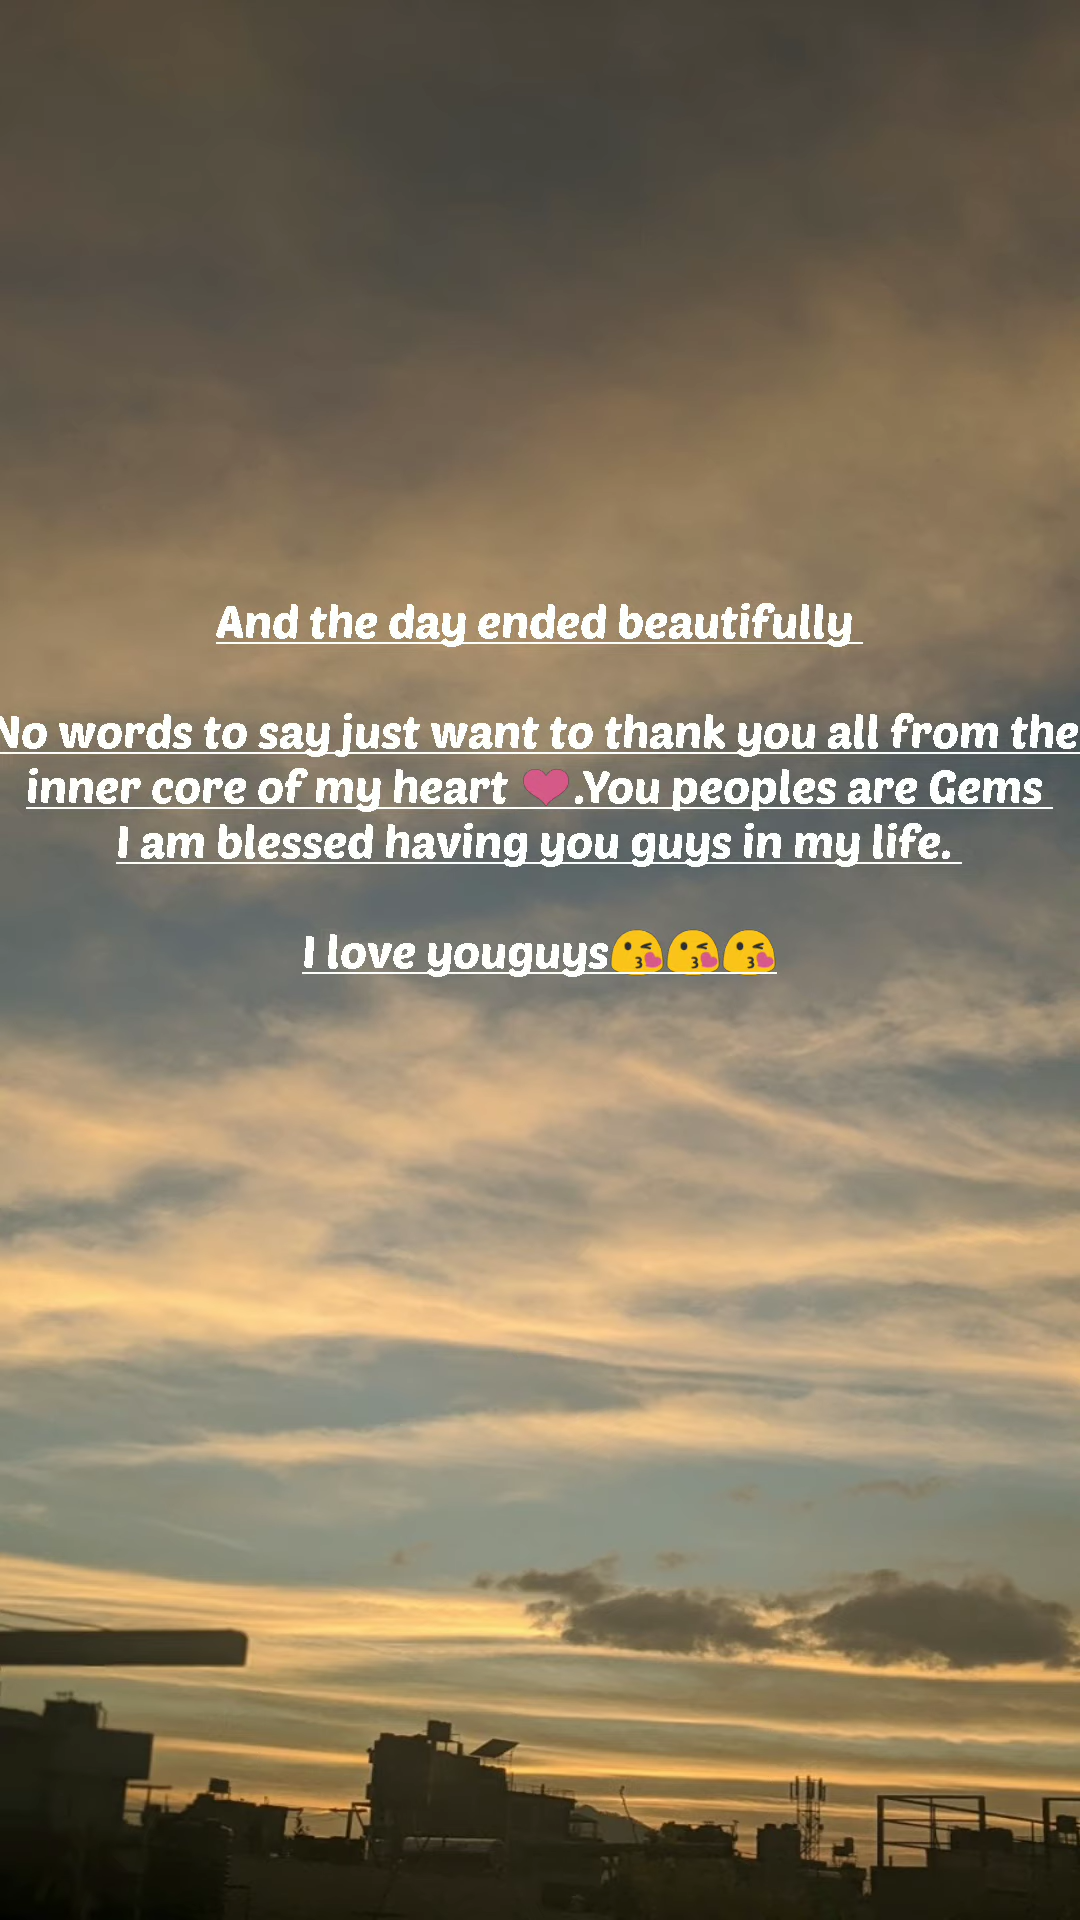 And the day ended beautifully
No words to say just want to thank you all from the
inner core of my heart ❤.You peoples are Gems
I am blessed having you guys in my life.
I love youguys😘😘😘